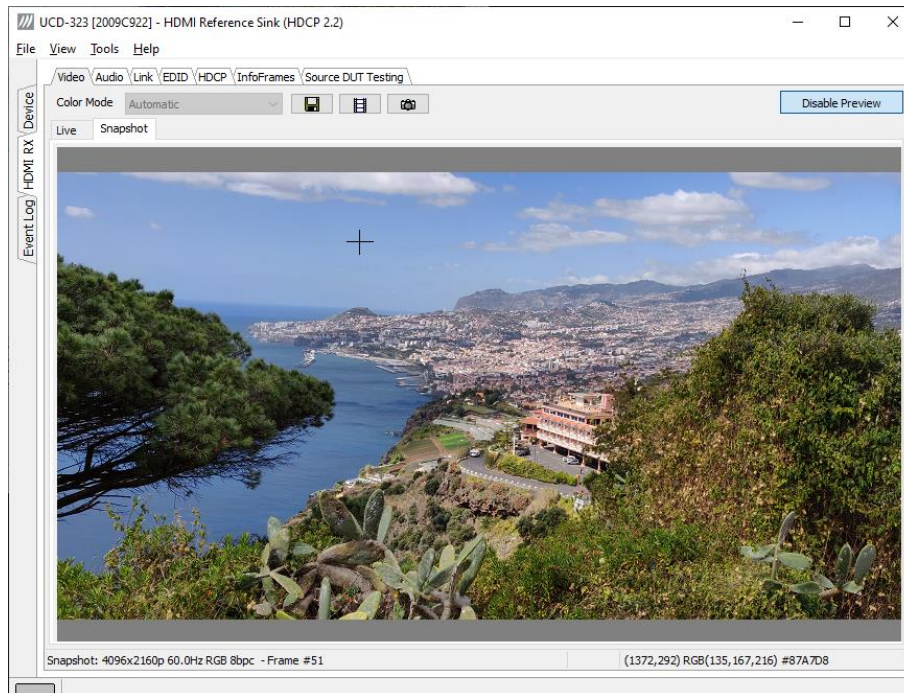 UCD-323 [2009C922] - HDMI Reference Sink (HDCP 2.2)
File View Tools Help
Video Audio Link EDID HDCP InfoFrames Source DUT Testing
Color Mode Automatic Disable Preview
Live Snapshot
Device
HDMI RX
Event Log
Snapshot: 4096x2160p 60.0Hz RGB 8bpc - Frame #51 (1372,292) RGB(135,167,216) #87A7D8